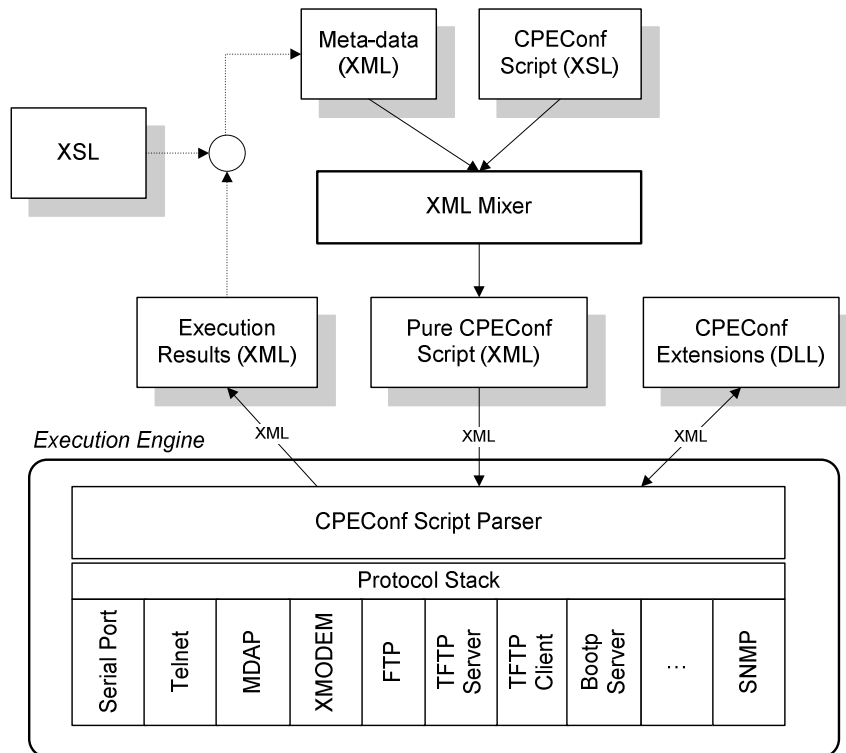 Meta-data
(XML)
CPEConf
Script (XSL)
XSL
XML Mixer
Execution
Results (XML)
Pure CPEConf
Script (XML)
CPEConf
Extensions (DLL)
XML
XML
XML
Execution Engine
CPEConf Script Parser
Protocol Stack
Serial Port
Telnet
MDAP
XMODEM
FTP
TFTP
Server
TFTP
Client
Bootp
Server
...
SNMP